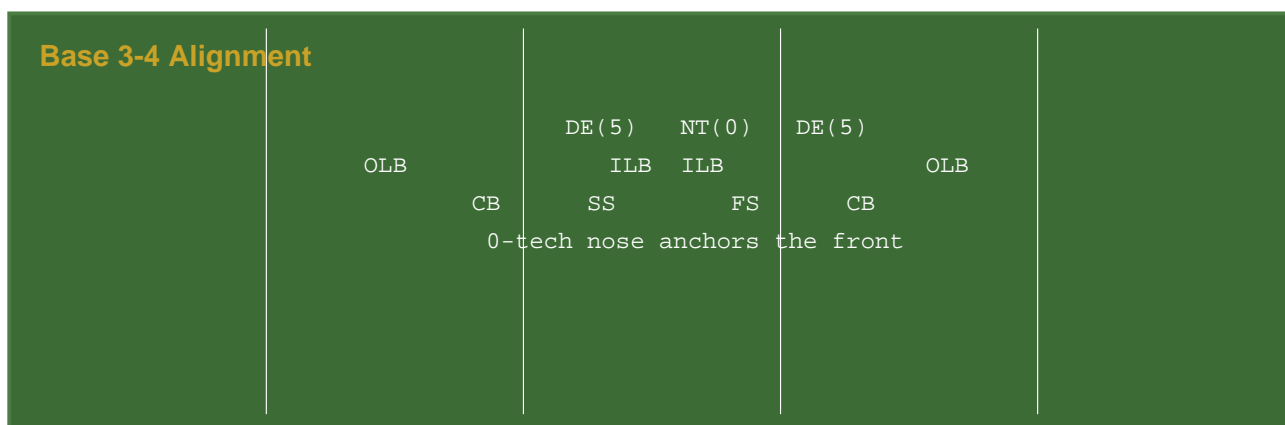 Base 3-4 Alignment
DE(5) NT(0) DE(5)
OLB ILB ILB OLB
CB SS FS CB
0-tech nose anchors the front